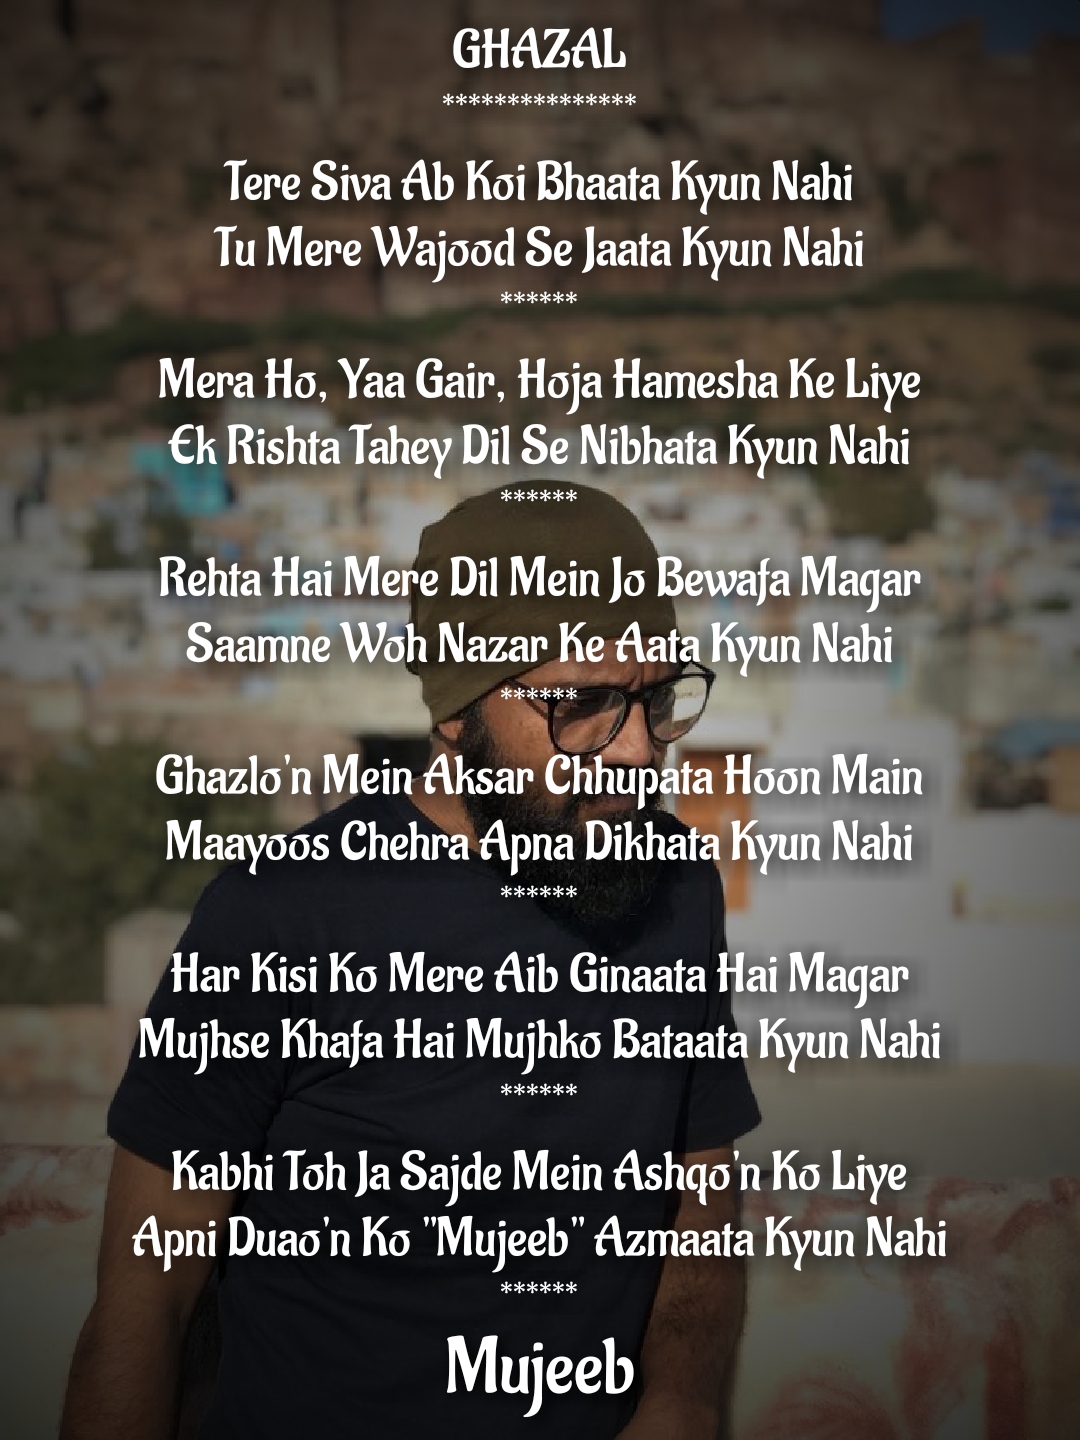 GHAZAL
***************
Tere Siva Ab Koi Bhaata Kyun Nahi
Tu Mere Wajood Se Jaata Kyun Nahi
******
Mera Ho, Yaa Gair, Hoja Hamesha Ke Liye
Ek Rishta Tahey Dil Se Nibhata Kyun Nahi
******
Rehta Hai Mere Dil Mein Jo Bewafa Magar
Saamne Woh Nazar Ke Aata Kyun Nahi
******
Ghazlo'n Mein Aksar Chhupata Hoon Main
Maayoos Chehra Apna Dikhata Kyun Nahi
******
Har Kisi Ko Mere Aib Ginaata Hai Magar
Mujhse Khafa Hai Mujhko Bataata Kyun Nahi
******
Kabhi Toh Ja Sajde Mein Ashqo'n Ko Liye
Apni Duao'n Ko "Mujeeb" Azmaata Kyun Nahi
******
Mujeeb